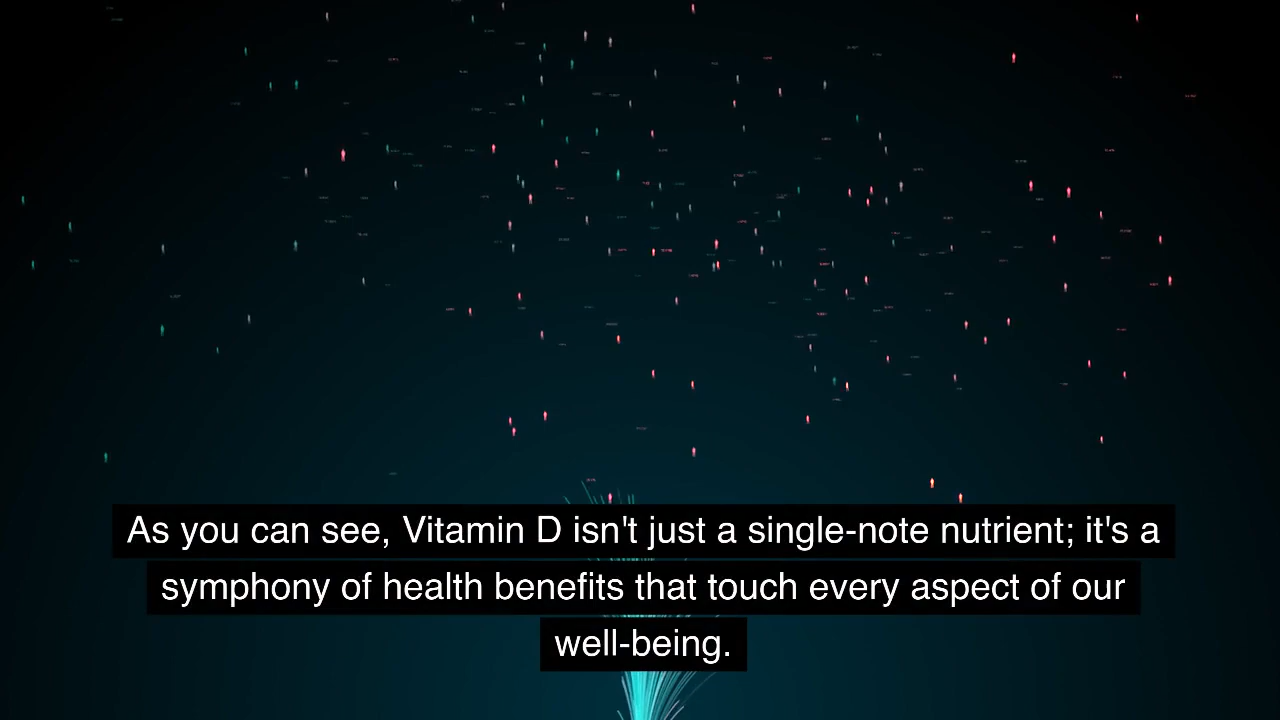 As you can see, Vitamin D isn't just a single-note nutrient; it's a
symphony of health benefits that touch every aspect of our
well-being.